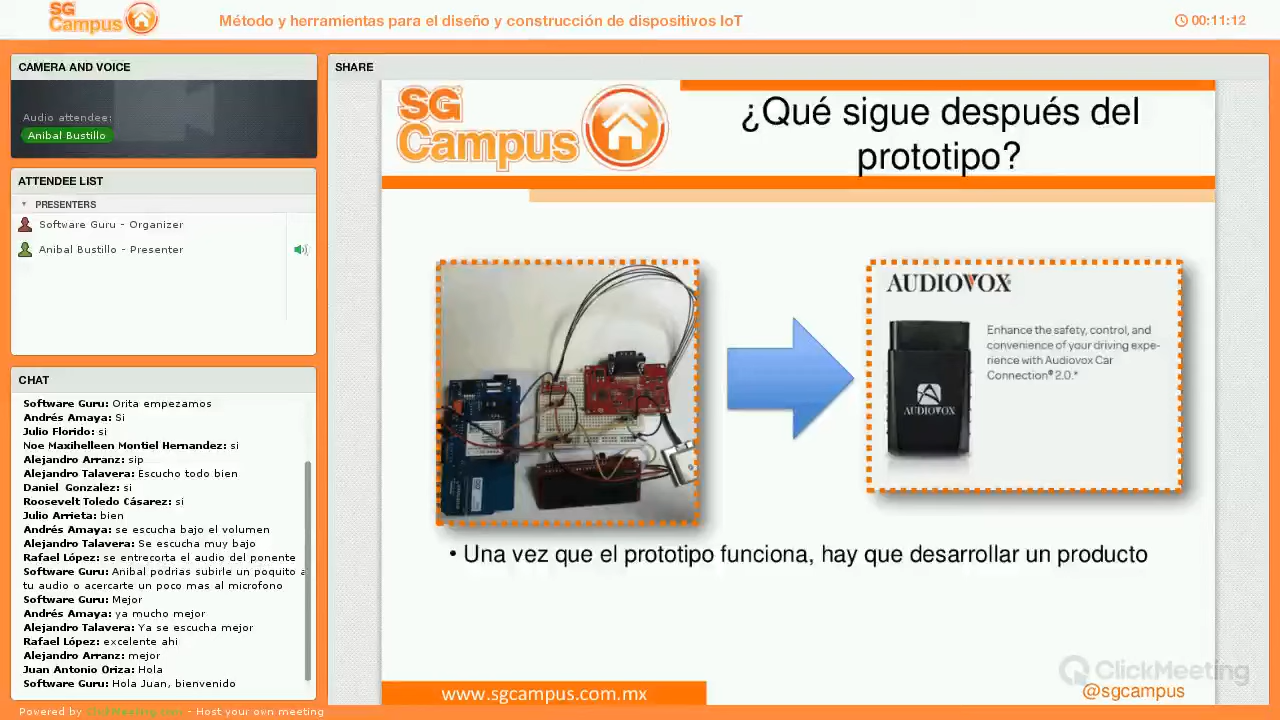 SG
Campus
Método y herramientas para el diseño y construcción de dispositivos IoT
00:11:12
CAMERA AND VOICE
Audio attendee:
Anibal Bustillo
ATTENDEE LIST
PRESENTERS
Software Guru - Organizer
Anibal Bustillo - Presenter
CHAT
Software Guru: Orita empezamos
Andrés Amaya: Si
Julio Florido: si
Noe Maxihelleen Montiel Hernandez: si
Alejandro Arranz: sip
Alejandro Talavera: Escucho todo bien
Daniel Gonzalez: si
Roosevelt Toledo Cásarez: si
Julio Arrieta: bien
Andrés Amaya: se escucha bajo el volumen
Alejandro Talavera: Se escucha muy bajo
Rafael López: se entrecorta el audio del ponente
Software Guru: Anibal podrias subirle un poquito a
tu audio o acercarte un poco mas al microfono
Software Guru: Mejor
Andrés Amaya: ya mucho mejor
Alejandro Talavera: Ya se escucha mejor
Rafael López: excelente ahi
Alejandro Arranz: mejor
Juan Antonio Oriza: Hola
Software Guru: Hola Juan, bienvenido
Powered by ClickMeeting.com - Host your own meeting
SHARE
SG
Campus
¿Qué sigue después del
prototipo?
AUDIOVOX
Enhance the safety, control, and
convenience of your driving expe-
rience with Audiovox Car
Connection® 2.0.*
AUDIOVOX
• Una vez que el prototipo funciona, hay que desarrollar un producto
www.sgcampus.com.mx
ClickMeeting
@sgcampus